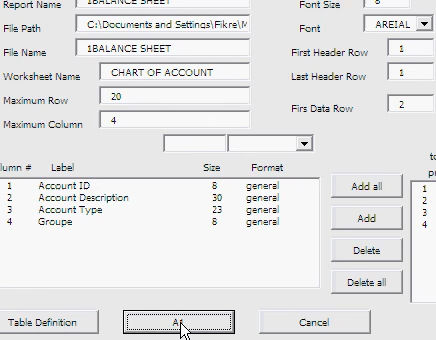 Report Name 1BALANCE SHEET Font Size 8
File Path C:\Documents and Settings\Fikre\M Font AREIAL
File Name 1BALANCE SHEET First Header Row 1
Worksheet Name CHART OF ACCOUNT Last Header Row 1
Maximum Row 20 Firs Data Row 2
Maximum Column 4
to
lumn # Label Size Format pe
1 Account ID 8 general Add all 1
2 Account Description 30 general 2
3 Account Type 23 general Add 3
4 Groupe 8 general 4
Delete
Delete all
Table Definition Cancel